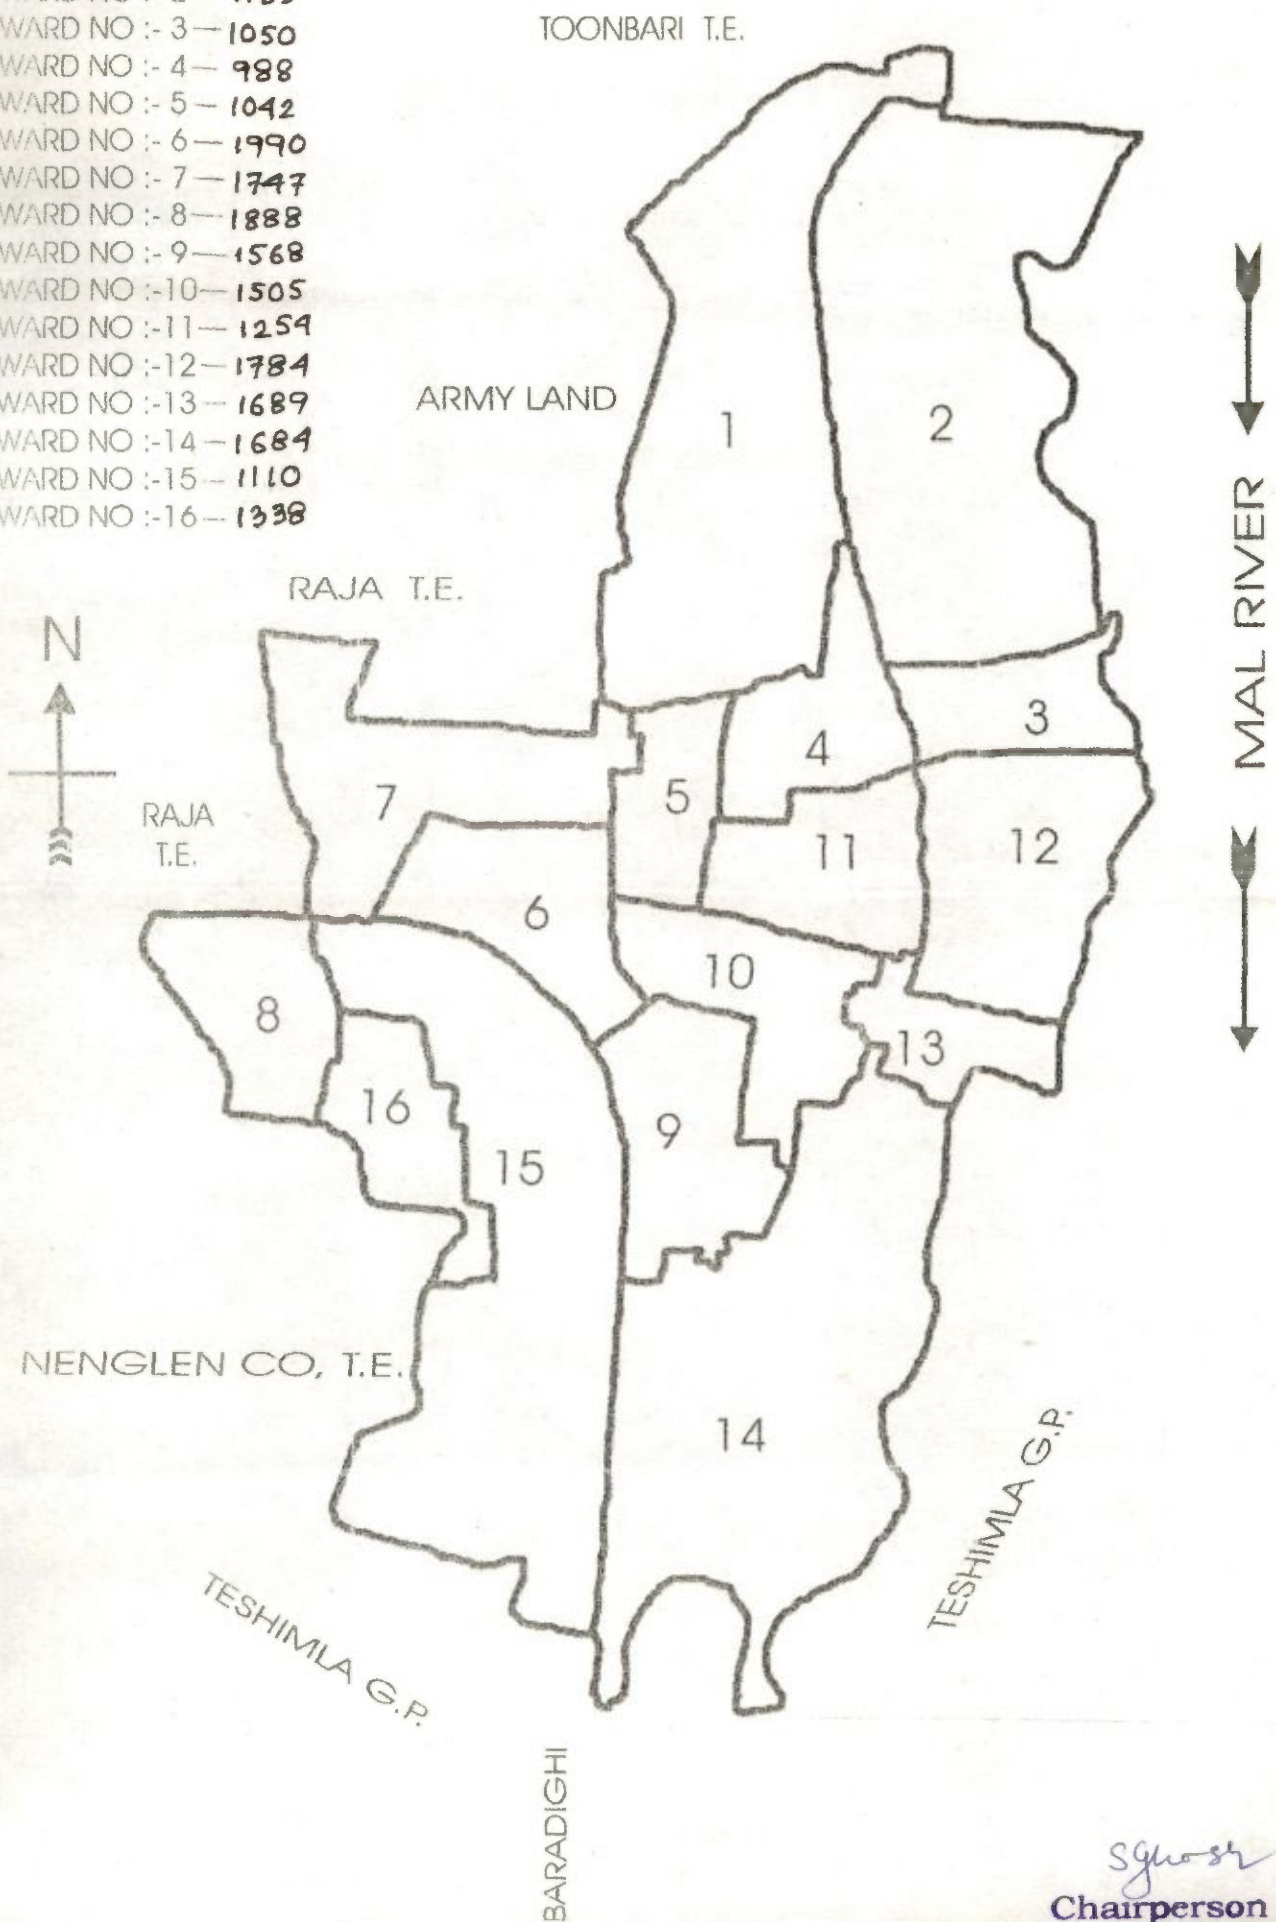 WARD NO :- 3 — 1050
WARD NO :- 4 — 988
WARD NO :- 5 — 1042
WARD NO :- 6 — 1990
WARD NO :- 7 — 1747
WARD NO :- 8 — 1888
WARD NO :- 9 — 1568
WARD NO :-10 — 1505
WARD NO :-11 — 1254
WARD NO :-12 — 1784
WARD NO :-13 — 1689
WARD NO :-14 — 1684
WARD NO :-15 — 1110
WARD NO :-16 — 1338
TOONBARI T.E.
ARMY LAND
1
2
MAL RIVER
RAJA T.E.
N
3
4
5
7
RAJA
T.E.
11
12
6
10
8
13
16
9
15
NENGLEN CO, T.E.
14
TESHIMLA G.P.
TESHIMLA G.P.
BARADIGHI
SGhosh
Chairperson